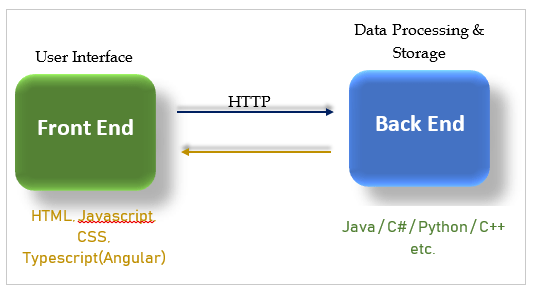 User Interface
Data Processing &
Storage
Front End
HTTP
Back End
HTML, Javascript
CSS,
Typescript(Angular)
Java/C#/Python/C++
etc.